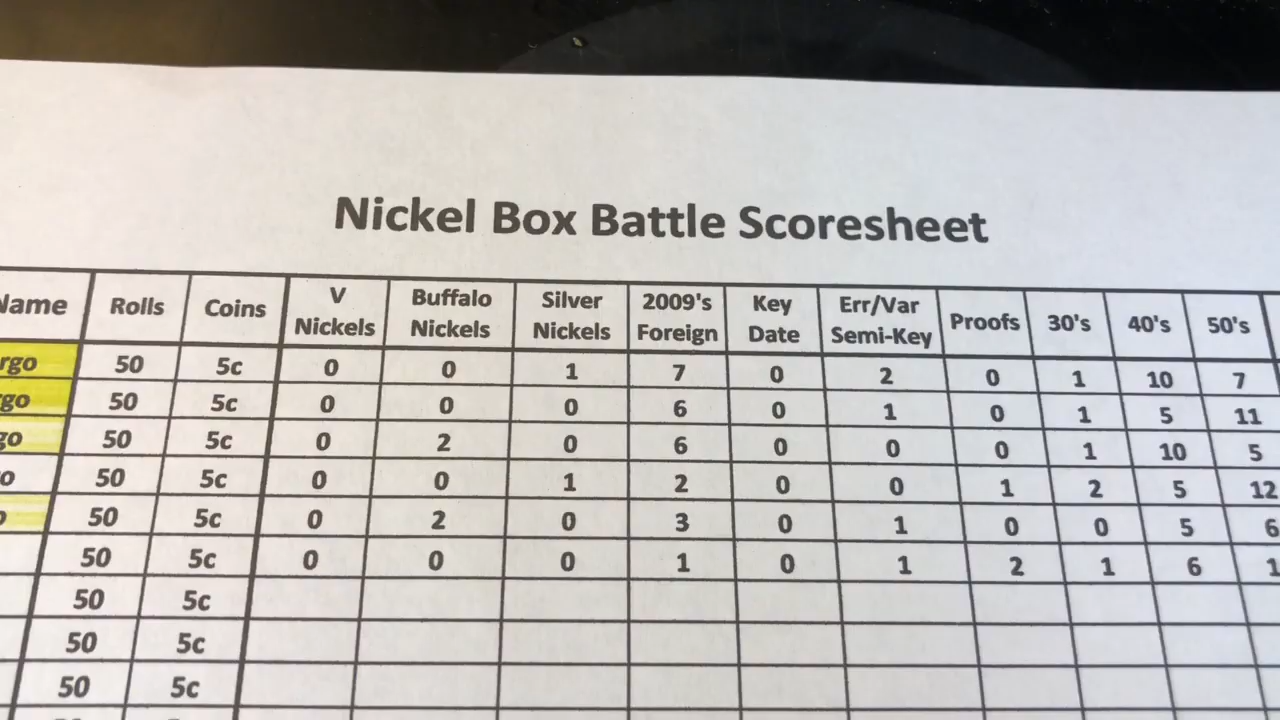 Nickel Box Battle Scoresheet
Name Rolls Coins V Nickels Buffalo Nickels Silver Nickels 2009's Foreign Key Date Err/Var Semi-Key Proofs 30's 40's 50's
rgo 50 5c 0 0 1 7 0 2 0 1 10 7
go 50 5c 0 0 0 6 0 1 0 1 5 11
go 50 5c 0 2 0 6 0 0 0 1 10 5
o 50 5c 0 0 1 2 0 0 1 2 5 12
50 5c 0 2 0 3 0 1 0 0 5 6
50 5c 0 0 0 1 0 1 2 1 6 1
50 5c
50 5c
50 5c